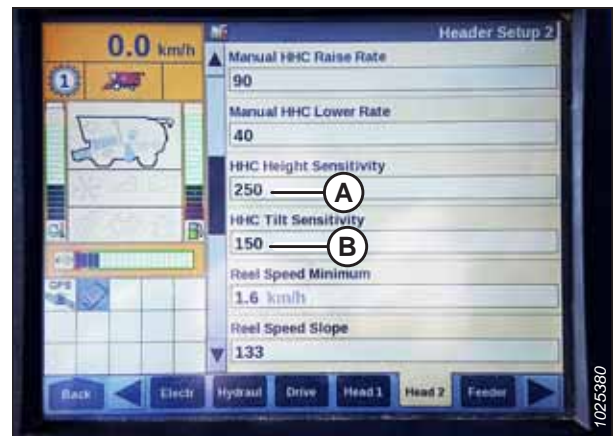 0.0 km/h
Header Setup 2
1
Manual HHC Raise Rate
90
Manual HHC Lower Rate
40
HHC Height Sensitivity
250
A
HHC Tilt Sensitivity
150
B
Reel Speed Minimum
1.6 km/h
Reel Speed Slope
133
GPS
Back
Electr
Hydraul
Drive
Head 1
Head 2
Feeder
1025380